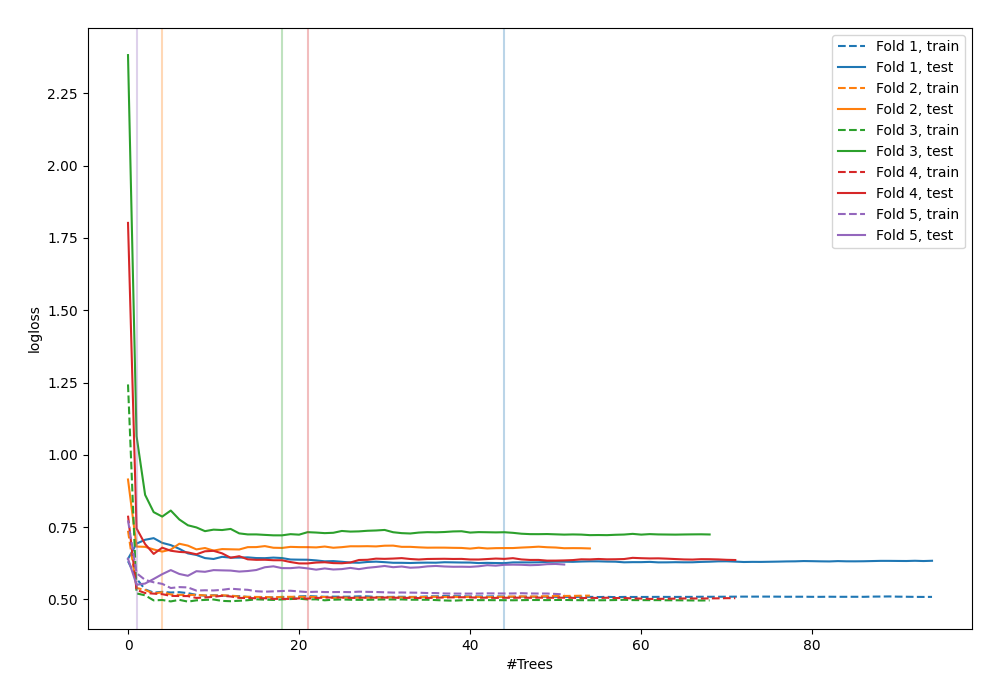 2.25
2.00
1.75
1.50
1.25
1.00
0.75
0.50
logloss
0
20
40
60
80
#Trees
Fold 1, train
Fold 1, test
Fold 2, train
Fold 2, test
Fold 3, train
Fold 3, test
Fold 4, train
Fold 4, test
Fold 5, train
Fold 5, test